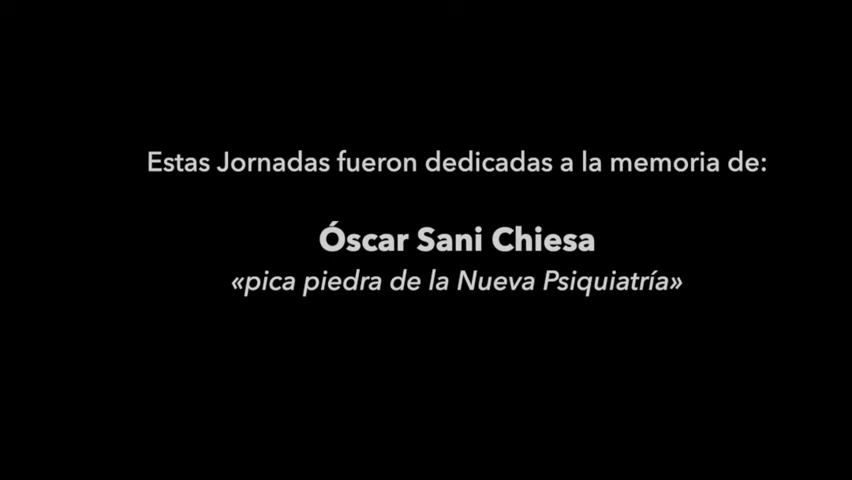 Estas Jornadas fueron dedicadas a la memoria de:
Óscar Sani Chiesa
«pica piedra de la Nueva Psiquiatría»